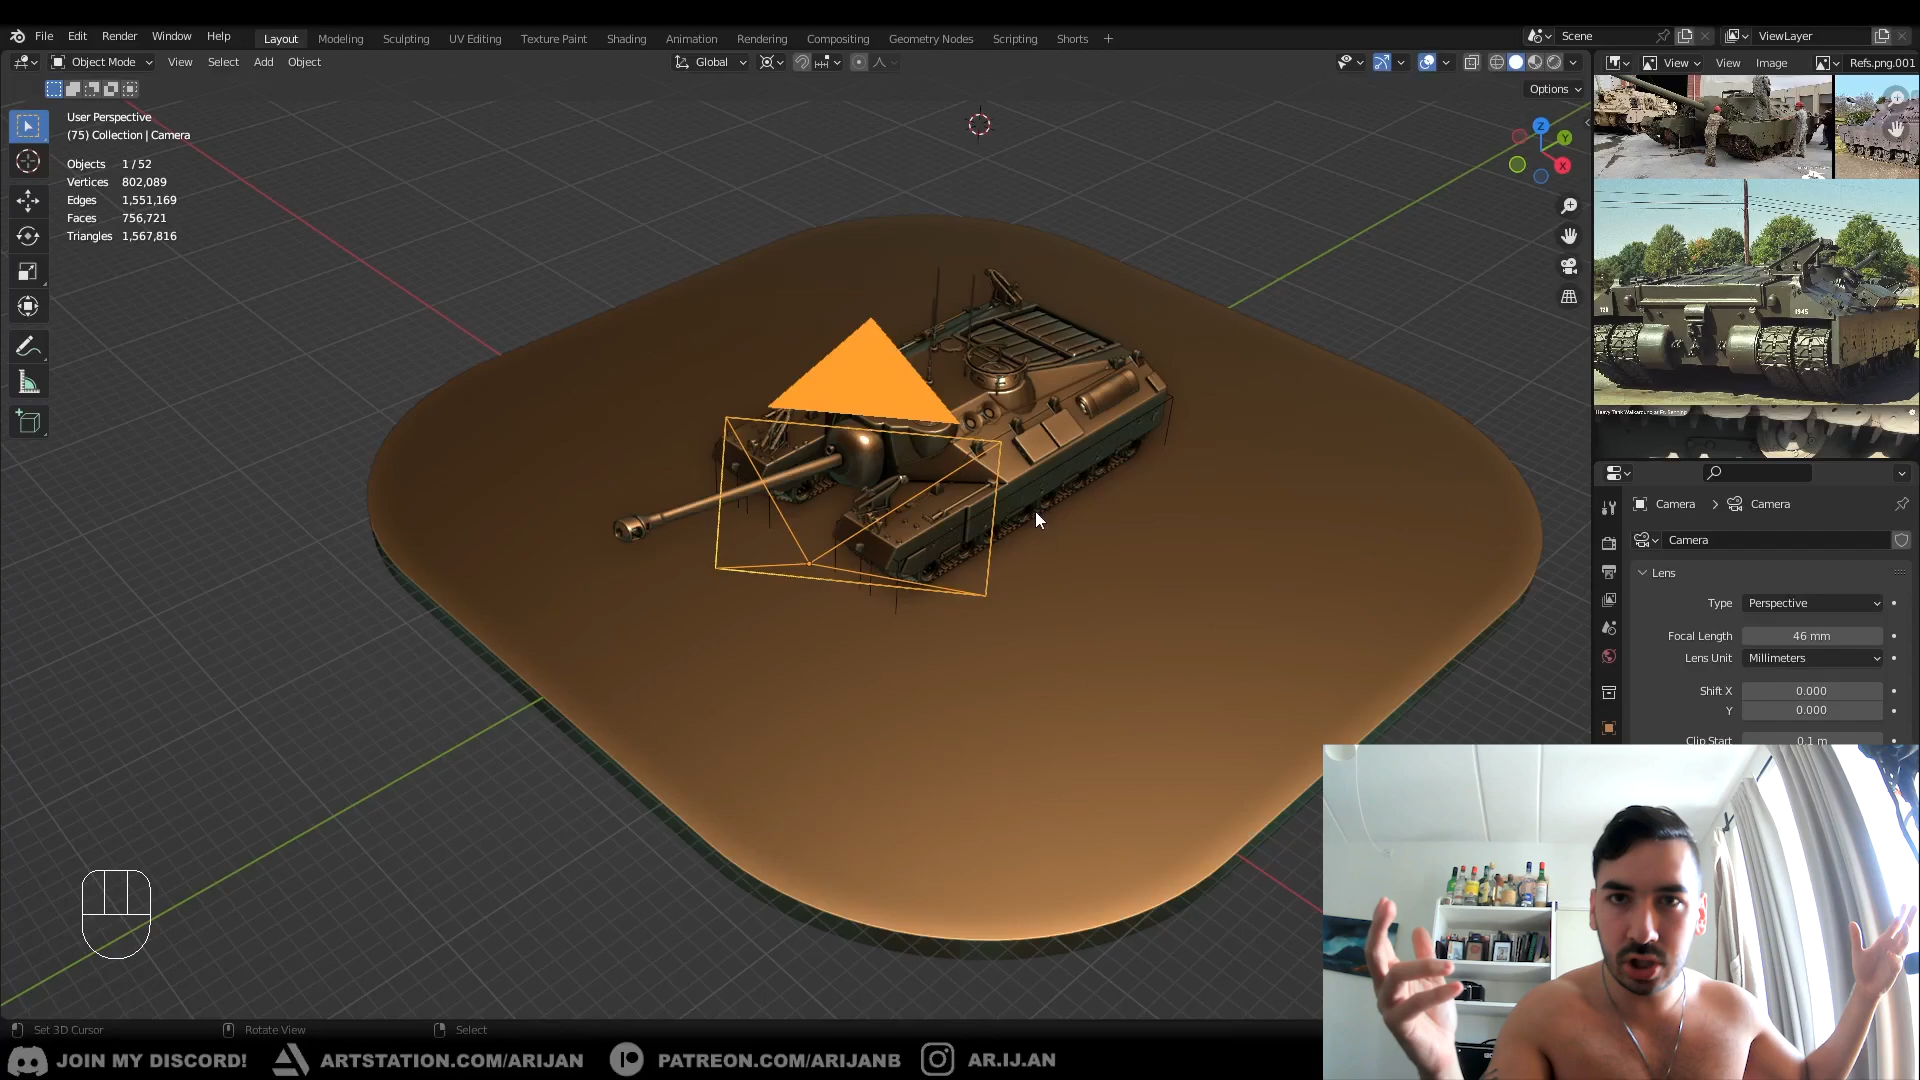 File Edit Render Window Help Layout Modeling Sculpting UV Editing Texture Paint Shading Animation Rendering Compositing Geometry Nodes Scripting Shorts + Scene ViewLayer
Object Mode View Select Add Object Global View View Image Refs.png.001
Options
User Perspective
(75) Collection | Camera
Objects 1/52
Vertices 802,089
Edges 1,551,169
Faces 756,721
Triangles 1,567,816
Z
Y
X
1945
Camera > Camera
Camera
Lens
Type Perspective
Focal Length 46 mm
Lens Unit Millimeters
Shift X 0.000
Y 0.000
Clip Start 0.1 m
Set 3D Cursor Rotate View Select
JOIN MY DISCORD! ARTSTATION.COM/ARIJAN PATREON.COM/ARIJANB AR.IJ.AN